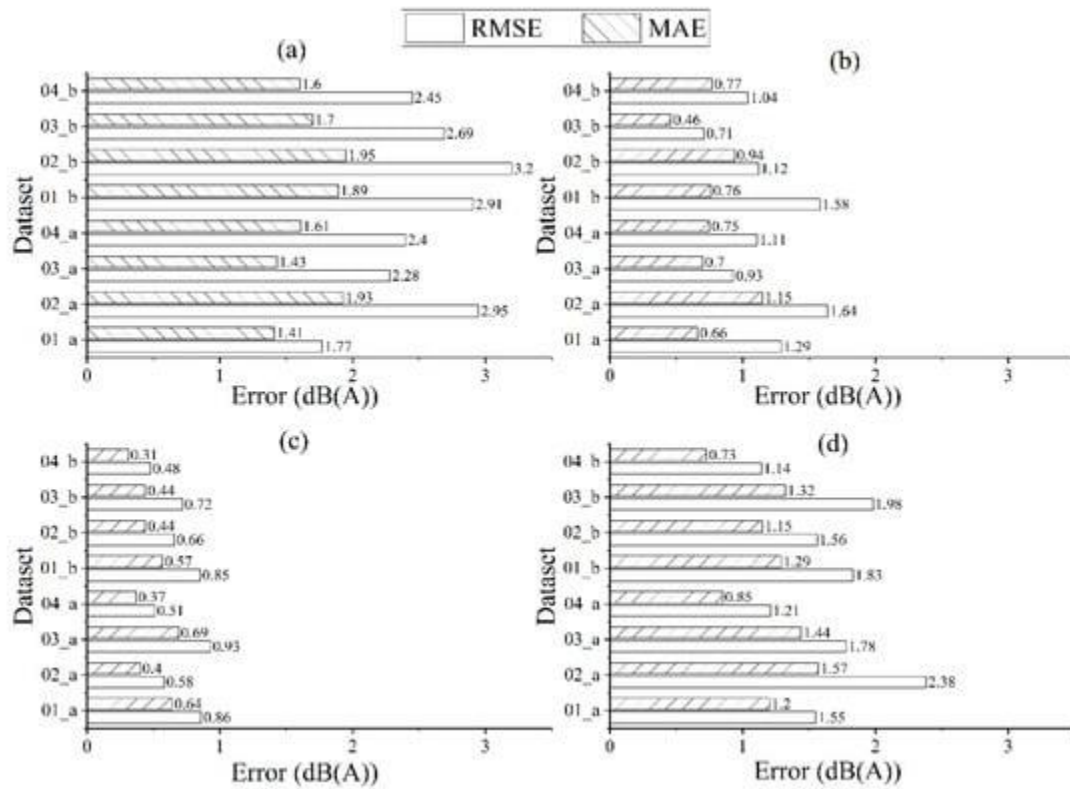 RMSE MAE
(a)
04_b 1.6
2.45
03_b 1.7
2.69
02_b 1.95
3.2
01_b 1.89
2.91
04_a 1.61
2.4
03_a 1.43
2.28
02_a 1.93
2.95
01_a 1.41
1.77
Dataset
0 1 2 3
Error (dB(A))
(b)
04_b 0.77
1.04
03_b 0.46
0.71
02_b 0.94
1.12
01_b 0.76
1.58
04_a 0.75
1.11
03_a 0.7
0.93
02_a 1.15
1.64
01_a 0.66
1.29
Dataset
0 1 2 3
Error (dB(A))
(c)
04_b 0.31
0.48
03_b 0.44
0.72
02_b 0.44
0.66
01_b 0.57
0.85
04_a 0.37
0.51
03_a 0.69
0.93
02_a 0.4
0.58
01_a 0.64
0.86
Dataset
0 1 2 3
Error (dB(A))
(d)
04_b 0.73
1.14
03_b 1.32
1.98
02_b 1.15
1.56
01_b 1.29
1.83
04_a 0.85
1.21
03_a 1.44
1.78
02_a 1.57
2.38
01_a 1.2
1.55
Dataset
0 1 2 3
Error (dB(A))